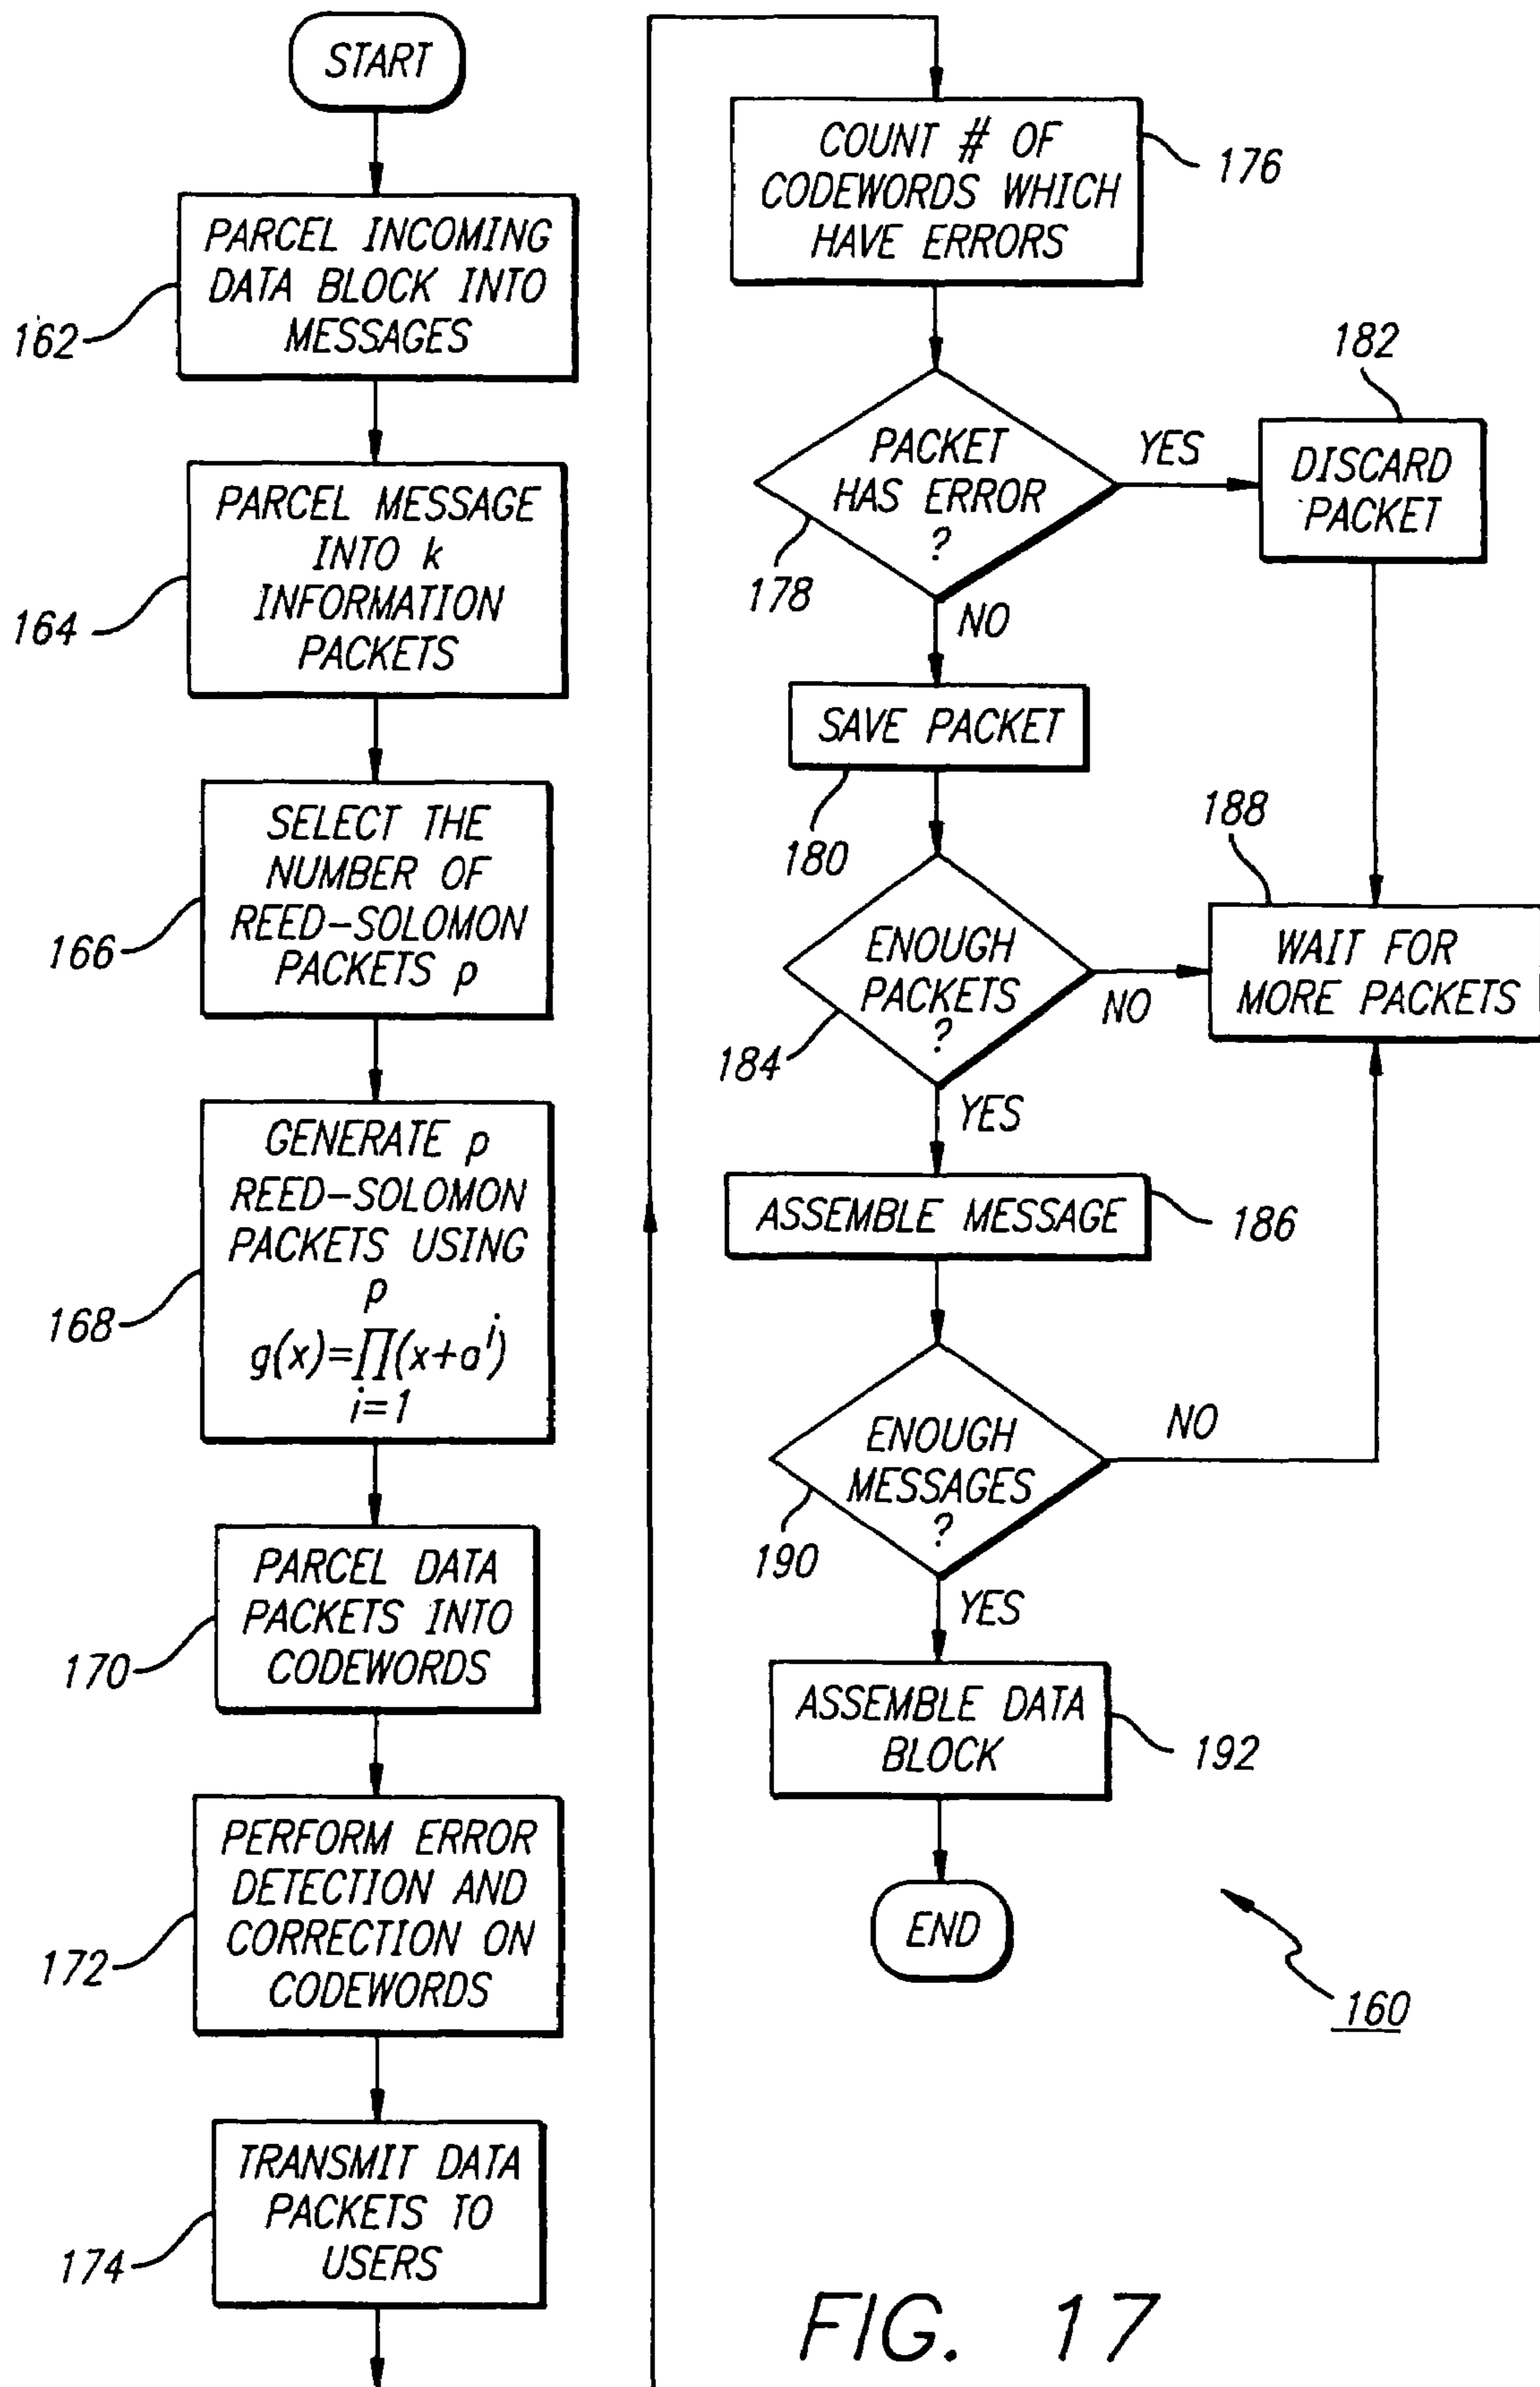 START
PARCEL INCOMING
DATA BLOCK INTO
MESSAGES
162
PARCEL MESSAGE
INTO k
INFORMATION
PACKETS
164
SELECT THE
NUMBER OF
REED-SOLOMON
PACKETS p
166
GENERATE p
REED-SOLOMON
PACKETS USING
p
g(x)=∏(x+a^i)
i=1
168
PARCEL DATA
PACKETS INTO
CODEWORDS
170
PERFORM ERROR
DETECTION AND
CORRECTION ON
CODEWORDS
172
TRANSMIT DATA
PACKETS TO
USERS
174
COUNT # OF
CODEWORDS WHICH
HAVE ERRORS
176
PACKET
HAS ERROR
?
178
YES
182
DISCARD
PACKET
NO
SAVE PACKET
180
ENOUGH
PACKETS
?
184
NO
188
WAIT FOR
MORE PACKETS
YES
ASSEMBLE MESSAGE
186
ENOUGH
MESSAGES
?
190
NO
YES
ASSEMBLE DATA
BLOCK
192
END
160
FIG. 17